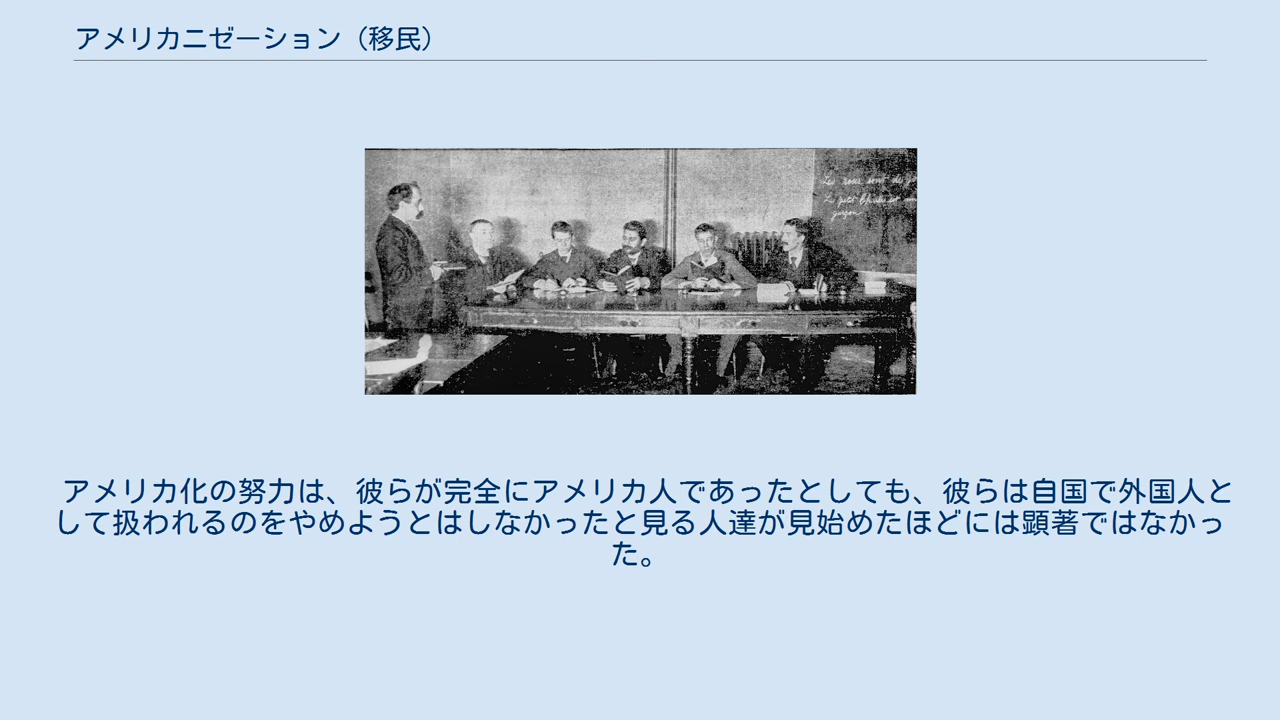 アメリカニゼーション（移民）
Le petit
garçon
アメリカ化の努力は、彼らが完全にアメリカ人であったとしても、彼らは自国で外国人と
して扱われるのをやめようとはしなかったと見る人達が見始めたほどには顕著ではなかっ
た。